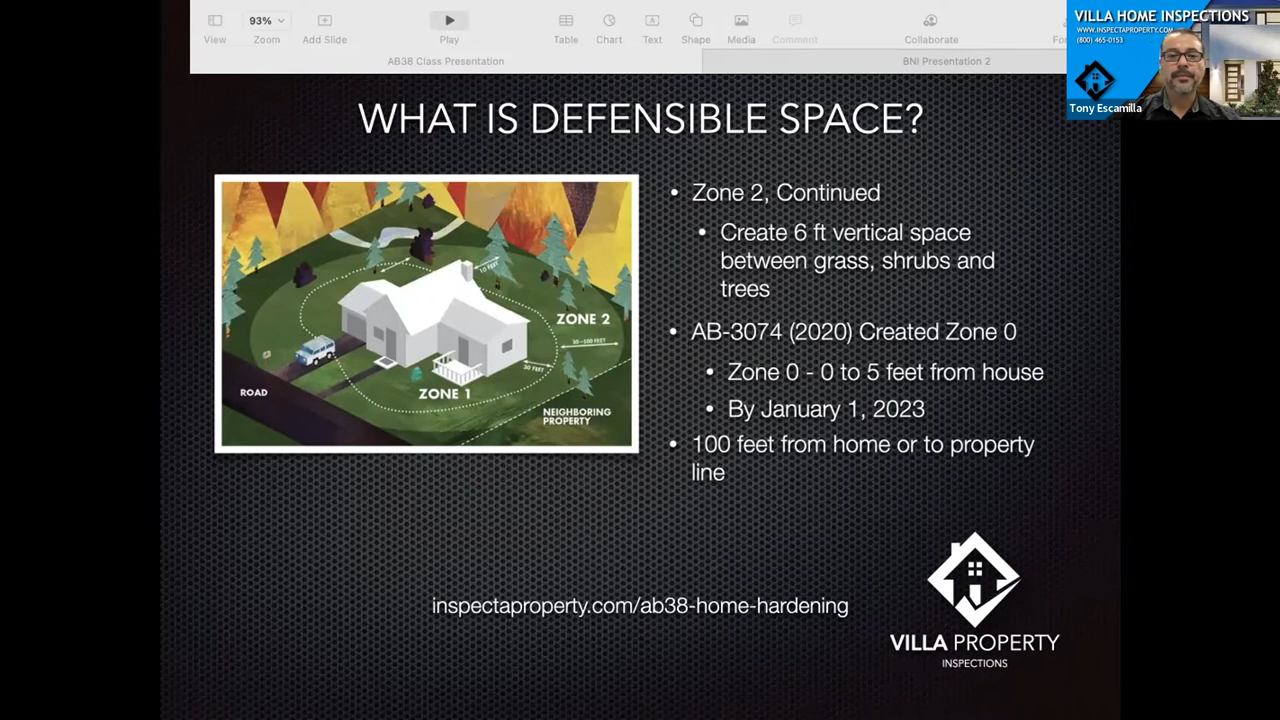 93%
View
Zoom
Add Slide
Play
Table
Chart
Text
Shape
Media
Comment
Collaborate
AB38 Class Presentation
BNI Presentation 2
VILLA HOME INSPECTIONS
WWW.INSPECTAPROPERTY.COM
(800) 465-0153
Tony Escamilla
WHAT IS DEFENSIBLE SPACE?
10 FEET
ZONE 2
30-100 FEET
30 FEET
ROAD
ZONE 1
NEIGHBORING
PROPERTY
• Zone 2, Continued
• Create 6 ft vertical space
between grass, shrubs and
trees
• AB-3074 (2020) Created Zone 0
• Zone 0 - 0 to 5 feet from house
• By January 1, 2023
• 100 feet from home or to property
line
inspectaproperty.com/ab38-home-hardening
VILLA PROPERTY
INSPECTIONS